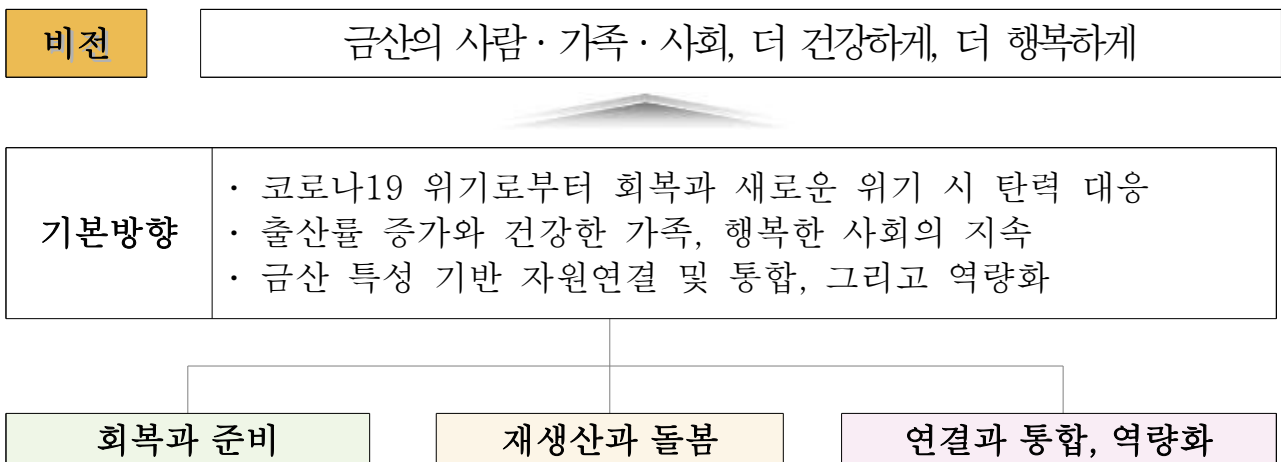 비전
금산의 사람·가족·사회, 더 건강하게, 더 행복하게
기본방향
· 코로나19 위기로부터 회복과 새로운 위기 시 탄력 대응
· 출산률 증가와 건강한 가족, 행복한 사회의 지속
· 금산 특성 기반 자원연결 및 통합, 그리고 역량화
회복과 준비
재생산과 돌봄
연결과 통합, 역량화